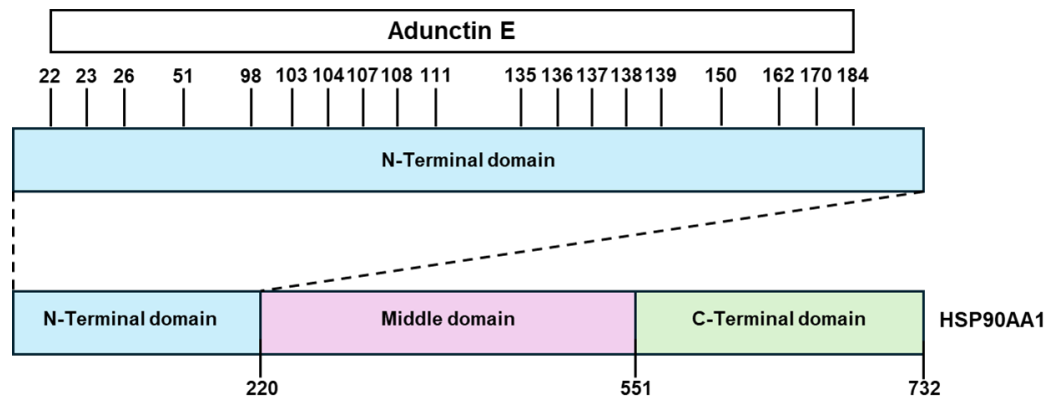 Adunctin E
22 23 26 51 98 103 104 107 108 111 135 136 137 138 139 150 162 170 184
N-Terminal domain
N-Terminal domain Middle domain C-Terminal domain HSP90AA1
220 551 732